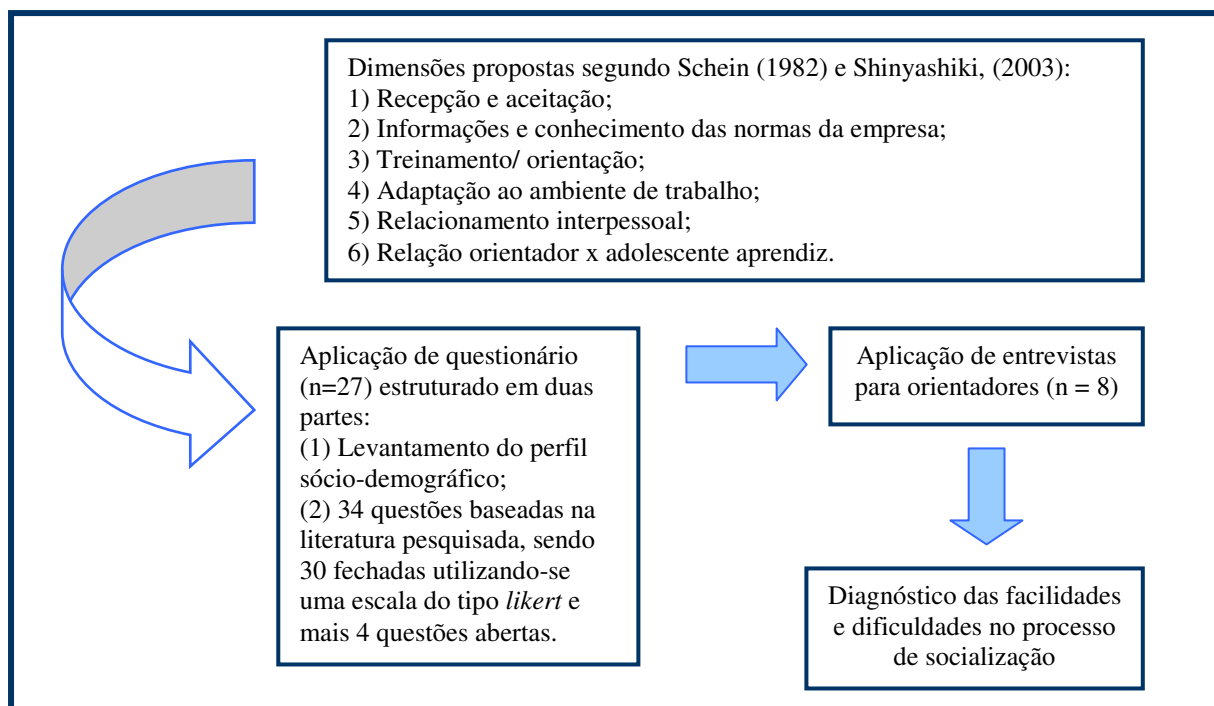 Dimensões propostas segundo Schein (1982) e Shinyashiki, (2003):
1) Recepção e aceitação;
2) Informações e conhecimento das normas da empresa;
3) Treinamento/ orientação;
4) Adaptação ao ambiente de trabalho;
5) Relacionamento interpessoal;
6) Relação orientador x adolescente aprendiz.
Aplicação de questionário
(n=27) estruturado em duas
partes:
(1) Levantamento do perfil
sócio-demográfico;
(2) 34 questões baseadas na
literatura pesquisada, sendo
30 fechadas utilizando-se
uma escala do tipo likert e
mais 4 questões abertas.
Aplicação de entrevistas
para orientadores (n = 8)
Diagnóstico das facilidades
e dificuldades no processo
de socialização